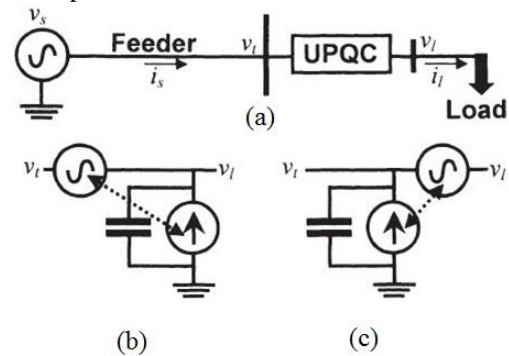 v_s
Feeder
i_s
v_t
UPQC
v_l
i_l
Load
(a)
v_t
v_l
v_t
v_l
(b)
(c)